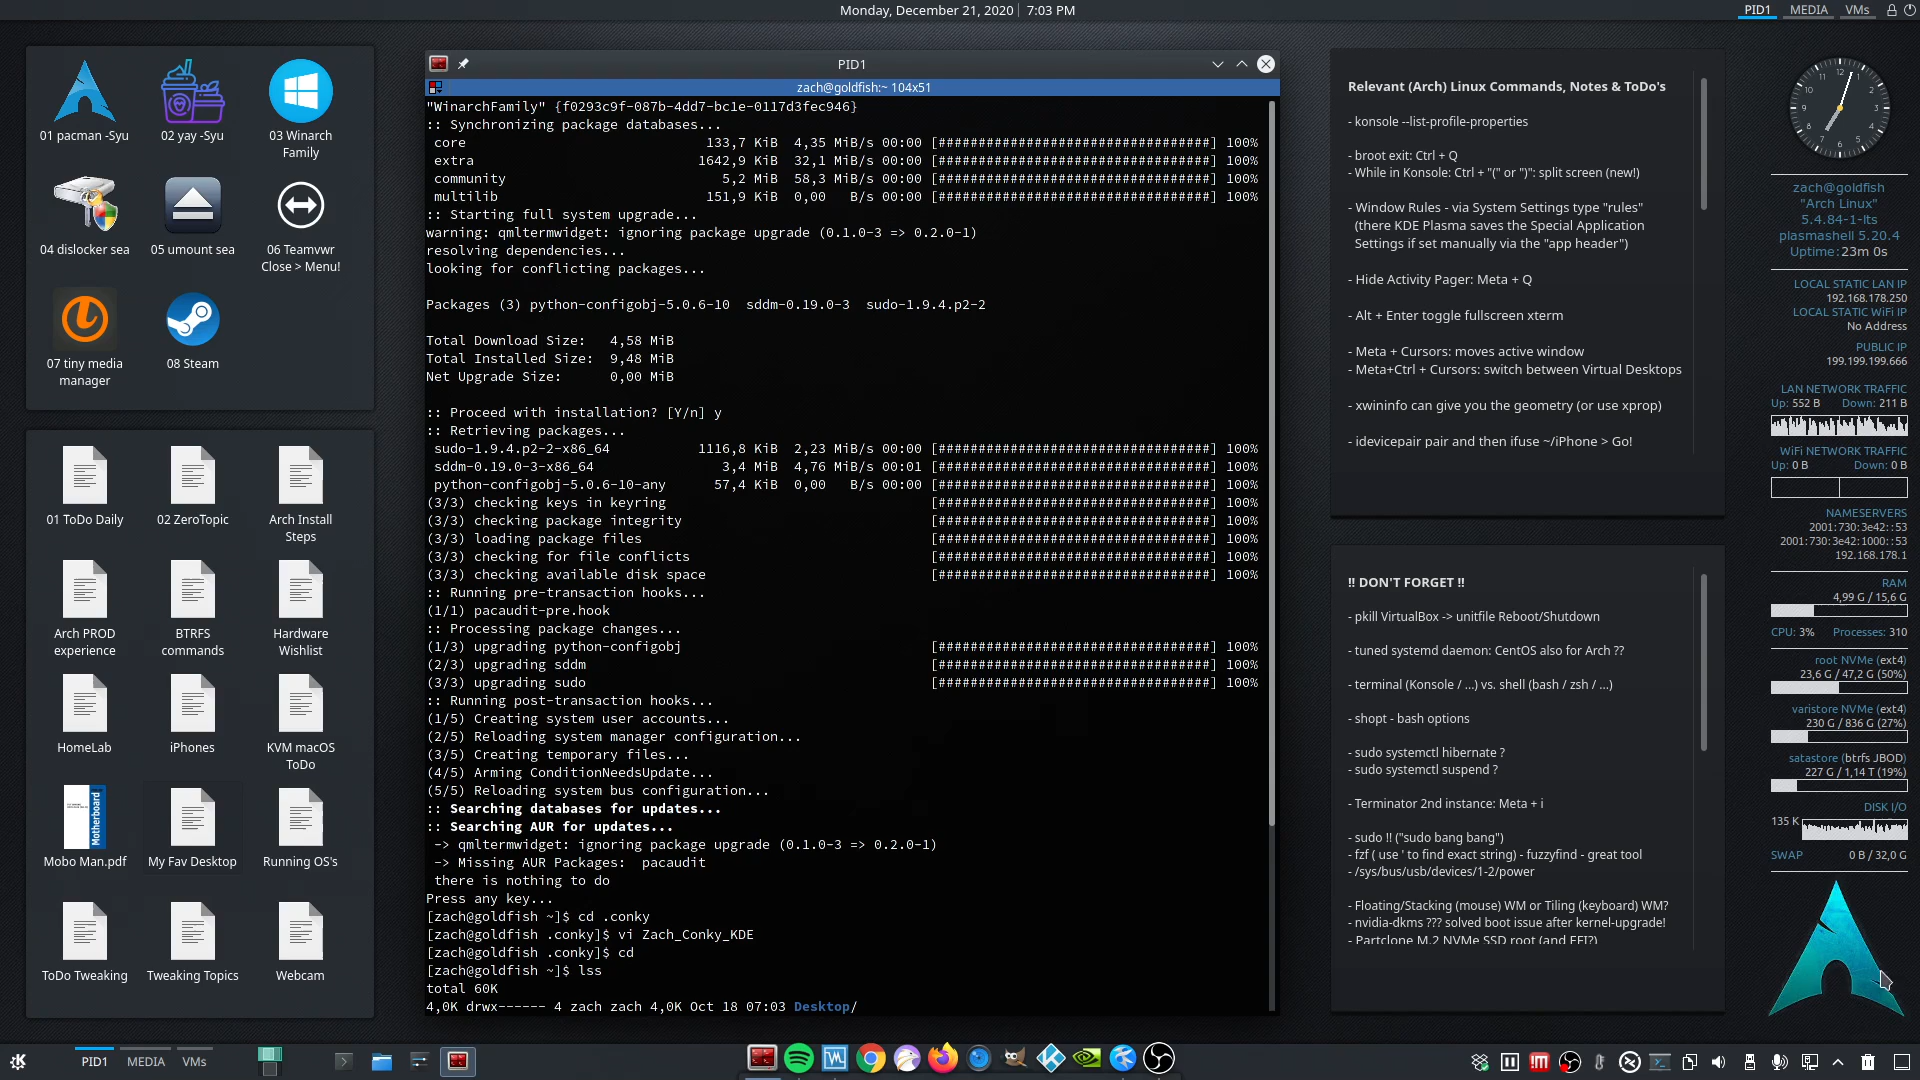 Monday, December 21, 2020 7:03 PM
PID1 MEDIA VMs
01 pacman -Syu
02 yay -Syu
03 Winarch
Family
04 dislocker sea
05 umount sea
06 Teamvwr
Close > Menu!
07 tiny media
manager
08 Steam
01 ToDo Daily
02 ZeroTopic
Arch Install
Steps
Arch PROD
experience
BTRFS
commands
Hardware
Wishlist
HomeLab
iPhones
KVM macOS
ToDo
Motherboard
Mobo Man.pdf
My Fav Desktop
Running OS's
ToDo Tweaking
Tweaking Topics
Webcam
PID1
zach@goldfish:~ 104x51
"WinarchFamily" {f0293c9f-087b-4dd7-bc1e-0117d3fec946}
:: Synchronizing package databases...
core 133,7 KiB 4,35 MiB/s 00:00 [##################################] 100%
extra 1642,9 KiB 32,1 MiB/s 00:00 [##################################] 100%
community 5,2 MiB 58,3 MiB/s 00:00 [##################################] 100%
multilib 151,9 KiB 0,00 B/s 00:00 [##################################] 100%
:: Starting full system upgrade...
warning: qmltermwidget: ignoring package upgrade (0.1.0-3 => 0.2.0-1)
resolving dependencies...
looking for conflicting packages...
Packages (3) python-configobj-5.0.6-10 sddm-0.19.0-3 sudo-1.9.4.p2-2
Total Download Size: 4,58 MiB
Total Installed Size: 9,48 MiB
Net Upgrade Size: 0,00 MiB
:: Proceed with installation? [Y/n] y
:: Retrieving packages...
sudo-1.9.4.p2-2-x86_64 1116,8 KiB 2,23 MiB/s 00:00 [##################################] 100%
sddm-0.19.0-3-x86_64 3,4 MiB 4,76 MiB/s 00:01 [##################################] 100%
python-configobj-5.0.6-10-any 57,4 KiB 0,00 B/s 00:00 [##################################] 100%
(3/3) checking keys in keyring [##################################] 100%
(3/3) checking package integrity [##################################] 100%
(3/3) loading package files [##################################] 100%
(3/3) checking for file conflicts [##################################] 100%
(3/3) checking available disk space [##################################] 100%
:: Running pre-transaction hooks...
(1/1) pacaudit-pre.hook
:: Processing package changes...
(1/3) upgrading python-configobj [##################################] 100%
(2/3) upgrading sddm [##################################] 100%
(3/3) upgrading sudo [##################################] 100%
:: Running post-transaction hooks...
(1/5) Creating system user accounts...
(2/5) Reloading system manager configuration...
(3/5) Creating temporary files...
(4/5) Arming ConditionNeedsUpdate...
(5/5) Reloading system bus configuration...
:: Searching databases for updates...
:: Searching AUR for updates...
-> qmltermwidget: ignoring package upgrade (0.1.0-3 => 0.2.0-1)
-> Missing AUR Packages: pacaudit
there is nothing to do
Press any key...
[zach@goldfish ~]$ cd .conky
[zach@goldfish .conky]$ vi Zach_Conky_KDE
[zach@goldfish .conky]$ cd
[zach@goldfish ~]$ lss
total 60K
4,0K drwx------ 4 zach zach 4,0K Oct 18 07:03 Desktop/
Relevant (Arch) Linux Commands, Notes & ToDo's
- konsole --list-profile-properties
- broot exit: Ctrl + Q
- While in Konsole: Ctrl + "(" or ")": split screen (new!)
- Window Rules - via System Settings type "rules"
(there KDE Plasma saves the Special Application
Settings if set manually via the "app header")
- Hide Activity Pager: Meta + Q
- Alt + Enter toggle fullscreen xterm
- Meta + Cursors: moves active window
- Meta+Ctrl + Cursors: switch between Virtual Desktops
- xwininfo can give you the geometry (or use xprop)
- idevicepair pair and then ifuse ~/iPhone > Go!
!! DON'T FORGET !!
- pkill VirtualBox -> unitfile Reboot/Shutdown
- tuned systemd daemon: CentOS also for Arch ??
- terminal (Konsole / ...) vs. shell (bash / zsh / ...)
- shopt - bash options
- sudo systemctl hibernate ?
- sudo systemctl suspend ?
- Terminator 2nd instance: Meta + i
- sudo !! ("sudo bang bang")
- fzf ( use ' to find exact string) - fuzzyfind - great tool
- /sys/bus/usb/devices/1-2/power
- Floating/Stacking (mouse) WM or Tiling (keyboard) WM?
- nvidia-dkms ??? solved boot issue after kernel-upgrade!
- Partclone M.2 NVMe SSD root (and EFI?)
12 1 2 3 4 5 6 7 8 9 10 11
zach@goldfish
"Arch Linux"
5.4.84-1-lts
plasmashell 5.20.4
Uptime: 23m 0s
LOCAL STATIC LAN IP
192.168.178.250
LOCAL STATIC WiFi IP
No Address
PUBLIC IP
199.199.199.666
LAN NETWORK TRAFFIC
Up: 552 B Down: 211 B
WiFi NETWORK TRAFFIC
Up: 0 B Down: 0 B
NAMESERVERS
2001:730:3e42::53
2001:730:3e42:1000::53
192.168.178.1
RAM
4,99 G / 15,6 G
CPU: 3% Processes: 310
root NVMe (ext4)
23,6 G / 47,2 G (50%)
varistore NVMe (ext4)
230 G / 836 G (27%)
satastore (btrfs JBOD)
227 G / 1,14 T (19%)
DISK I/O
135 K
SWAP 0 B / 32,0 G
PID1 MEDIA VMs